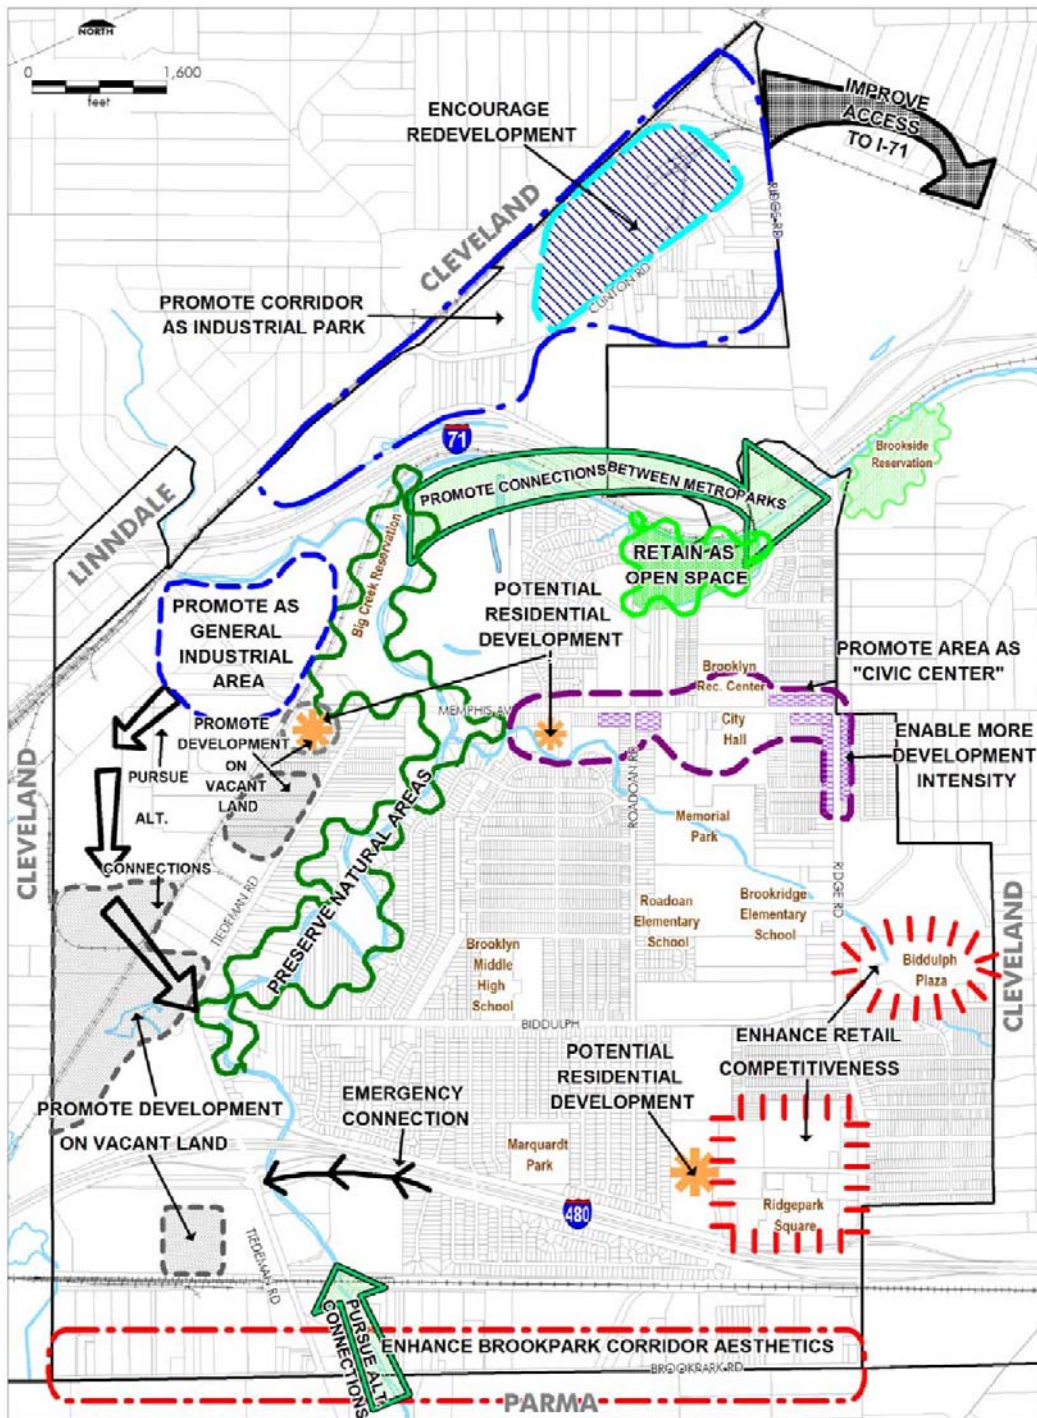 NORTH
0 1,600
feet
ENCOURAGE
REDEVELOPMENT
IMPROVE
ACCESS
TO I-71
CLEVELAND
RIDGE RD
CLINTON RD
PROMOTE CORRIDOR
AS INDUSTRIAL PARK
71
Brookside
Reservation
PROMOTE CONNECTIONS BETWEEN METROPARKS
LINNDALE
Big Creek Reservation
RETAIN AS
OPEN SPACE
PROMOTE AS
GENERAL
INDUSTRIAL
AREA
POTENTIAL
RESIDENTIAL
DEVELOPMENT
PROMOTE AREA AS
"CIVIC CENTER"
Brooklyn
Rec. Center
MEMPHIS AV
City
Hall
ENABLE MORE
DEVELOPMENT
INTENSITY
PROMOTE
DEVELOPMENT
ON
VACANT
LAND
PURSUE
ALT.
CONNECTIONS
CLEVELAND
ROADOAN RD
Memorial
Park
PRESERVE NATURAL AREAS
TIEDEMAN RD
RIDGE RD
Roadoan
Elementary
School
Brookridge
Elementary
School
CLEVELAND
Brooklyn
Middle
High
School
Biddulph
Plaza
BIDDULPH
ENHANCE RETAIL
COMPETITIVENESS
POTENTIAL
RESIDENTIAL
DEVELOPMENT
EMERGENCY
CONNECTION
PROMOTE DEVELOPMENT
ON VACANT LAND
Marquardt
Park
480
Ridgepark
Square
TIEDEMAN RD
PURSUE ALT.
CONNECTIONS
ENHANCE BROOKPARK CORRIDOR AESTHETICS
BROOKPARK RD
PARMA